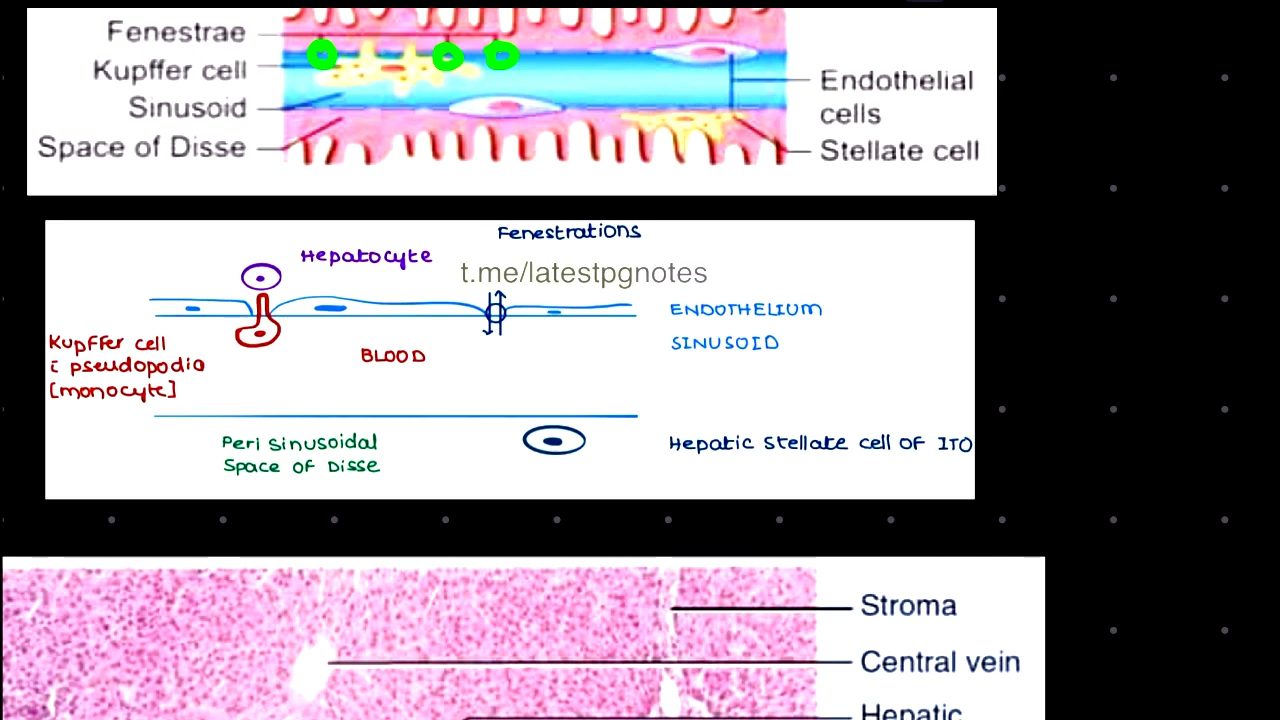 Fenestrae
Kupffer cell
Sinusoid
Space of Disse
Endothelial
cells
Stellate cell
Fenestrations
Hepatocyte
t.me/latestpgnotes
ENDOTHELIUM
SINUSOID
Kupffer cell
c̄ pseudopodia
[monocyte]
BLOOD
Peri sinusoidal
Space of Disse
Hepatic Stellate cell of ITO
Stroma
Central vein
Hepatic